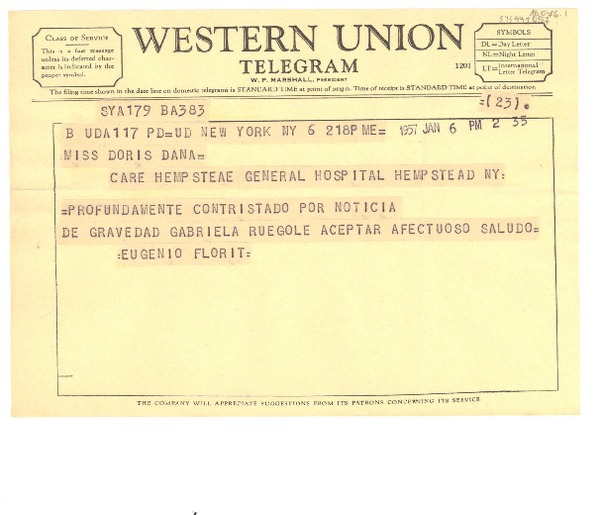 CLASS OF SERVICE
This is a fast message
unless its deferred char-
acter is indicated by the
proper symbol.
WESTERN UNION
TELEGRAM
W. P. MARSHALL, PRESIDENT
1201
SYMBOLS
DL=Day Letter
NL=Night Letter
LT=International Letter Telegram
The filing time shown in the date line on domestic telegrams is STANDARD TIME at point of origin. Time of receipt is STANDARD TIME at point of destination
SYA179 BA383
=(23).
B UDA117 PD=UD NEW YORK NY 6 218PME=
1957 JAN 6 PM 2 35
MISS DORIS DANA=
CARE HEMPSTEAE GENERAL HOSPITAL HEMPSTEAD NY:
=PROFUNDAMENTE CONTRISTADO POR NOTICIA
DE GRAVEDAD GABRIELA RUEGOLE ACEPTAR AFECTUOSO SALUDO=
:EUGENIO FLORIT:
THE COMPANY WILL APPRECIATE SUGGESTIONS FROM ITS PATRONS CONCERNING ITS SERVICE